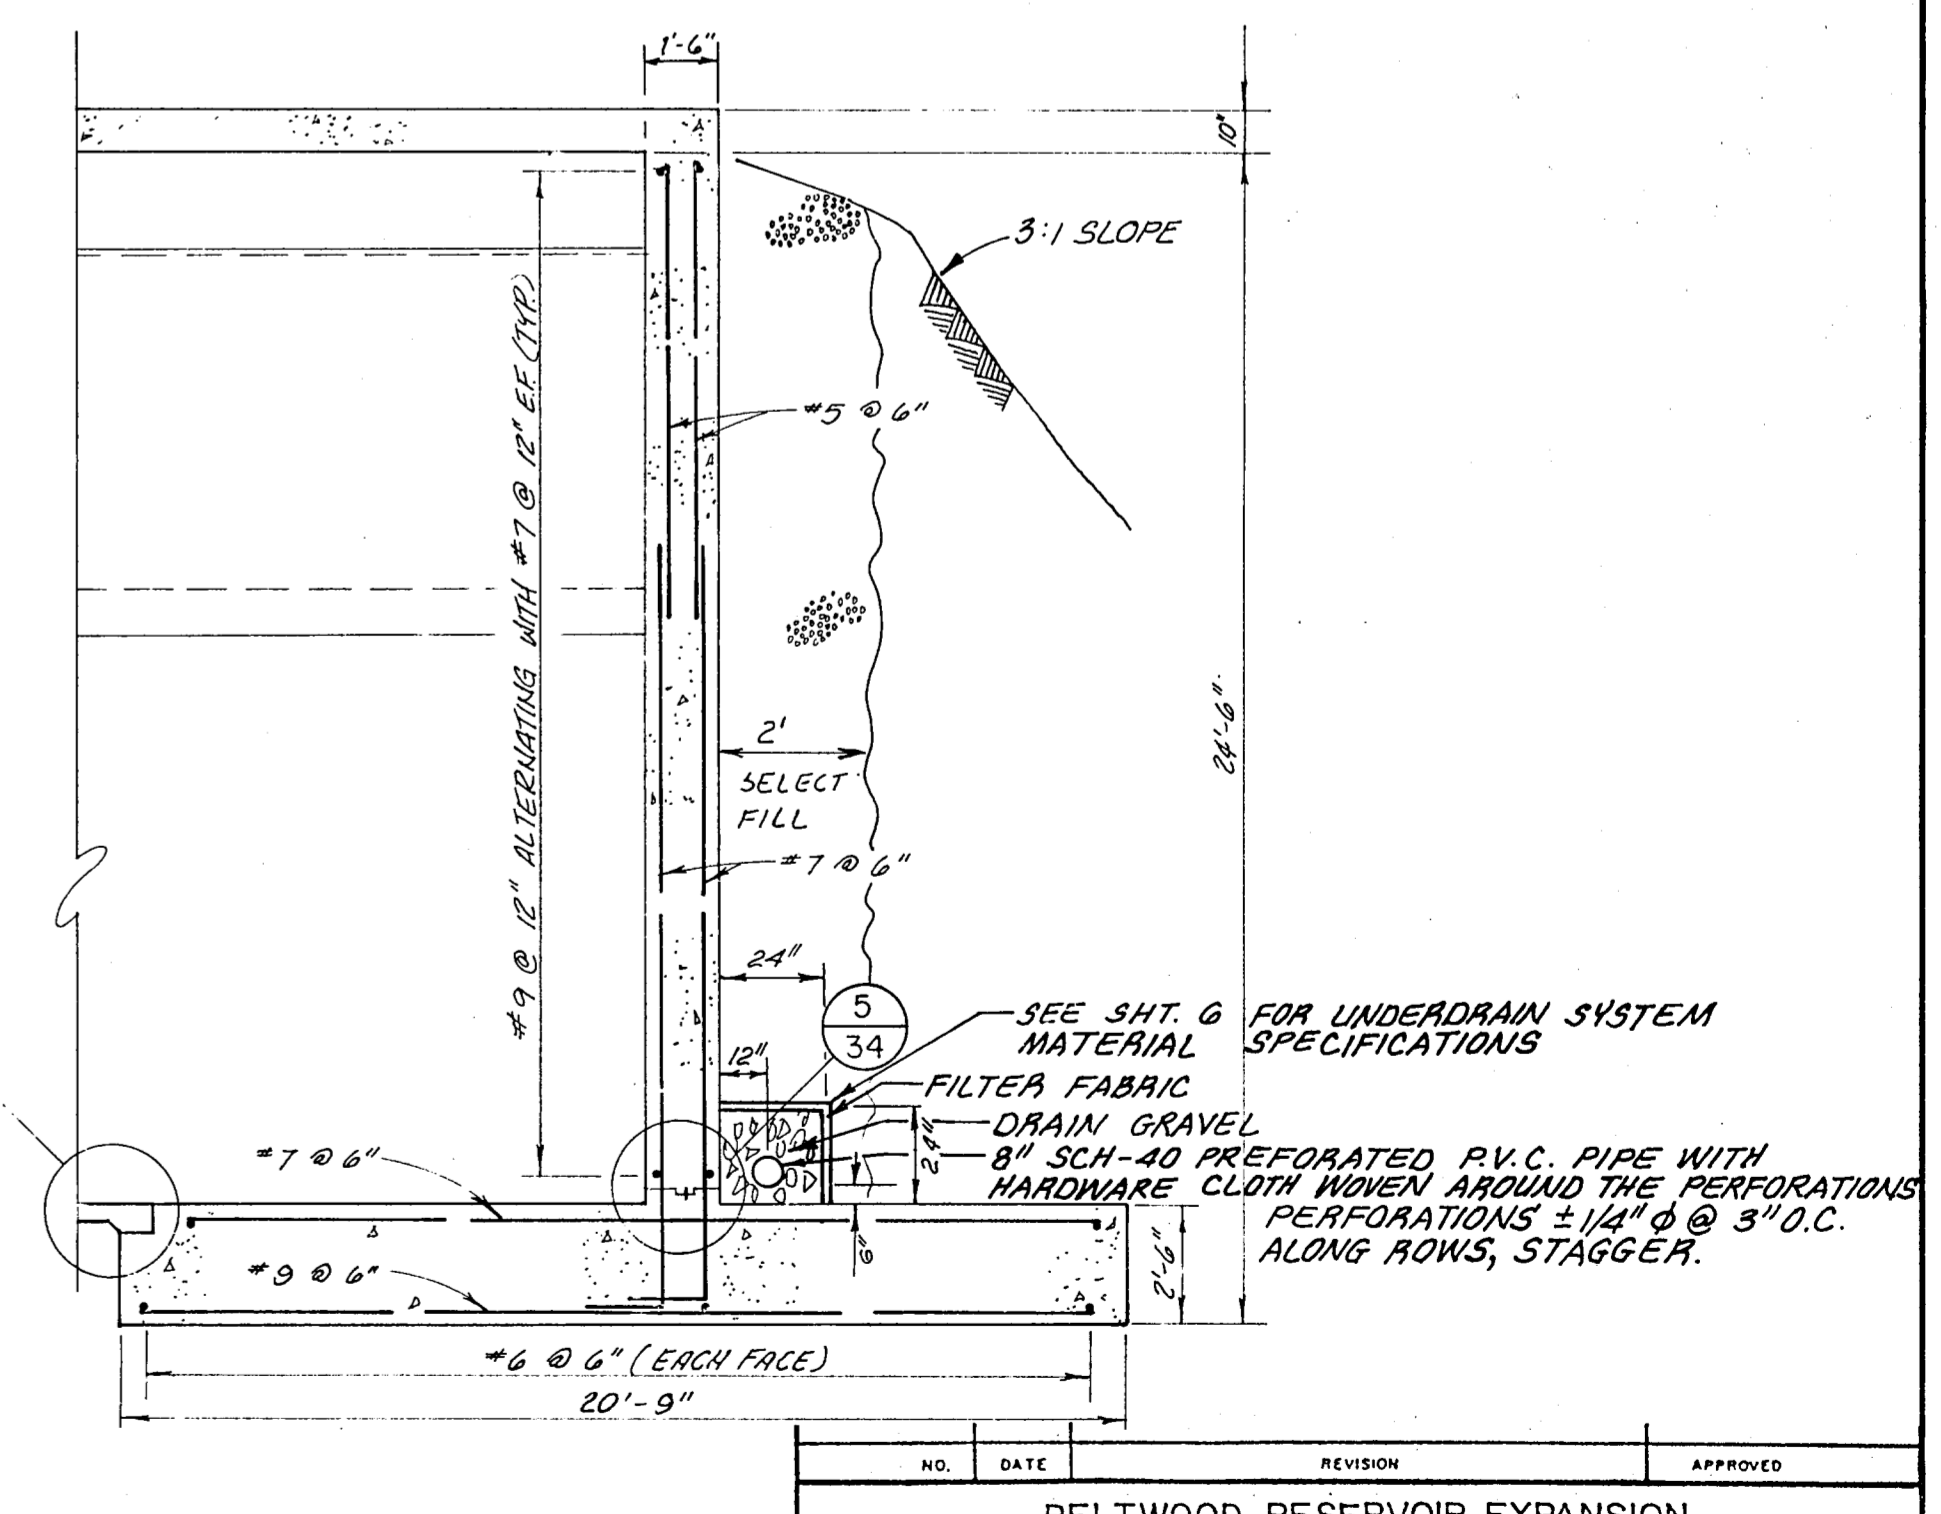 1'-6"
10"
3:1 SLOPE
#5 @ 6"
#9 @ 12" ALTERNATING WITH #7 @ 12" E.F. (TYP.)
24'-6"
2'
SELECT
FILL
#7 @ 6"
24"
5
34
SEE SHT. 6 FOR UNDERDRAIN SYSTEM
MATERIAL SPECIFICATIONS
12"
FILTER FABRIC
DRAIN GRAVEL
24"
8" SCH-40 PREFORATED P.V.C. PIPE WITH
HARDWARE CLOTH WOVEN AROUND THE PERFORATIONS
PERFORATIONS ±1/4" φ @ 3" O.C.
ALONG ROWS, STAGGER.
#7 @ 6"
6"
2'-6"
#9 @ 6"
#6 @ 6" (EACH FACE)
20'-9"
NO. DATE REVISION APPROVED
BELTWOOD RESERVOIR EXPANSION